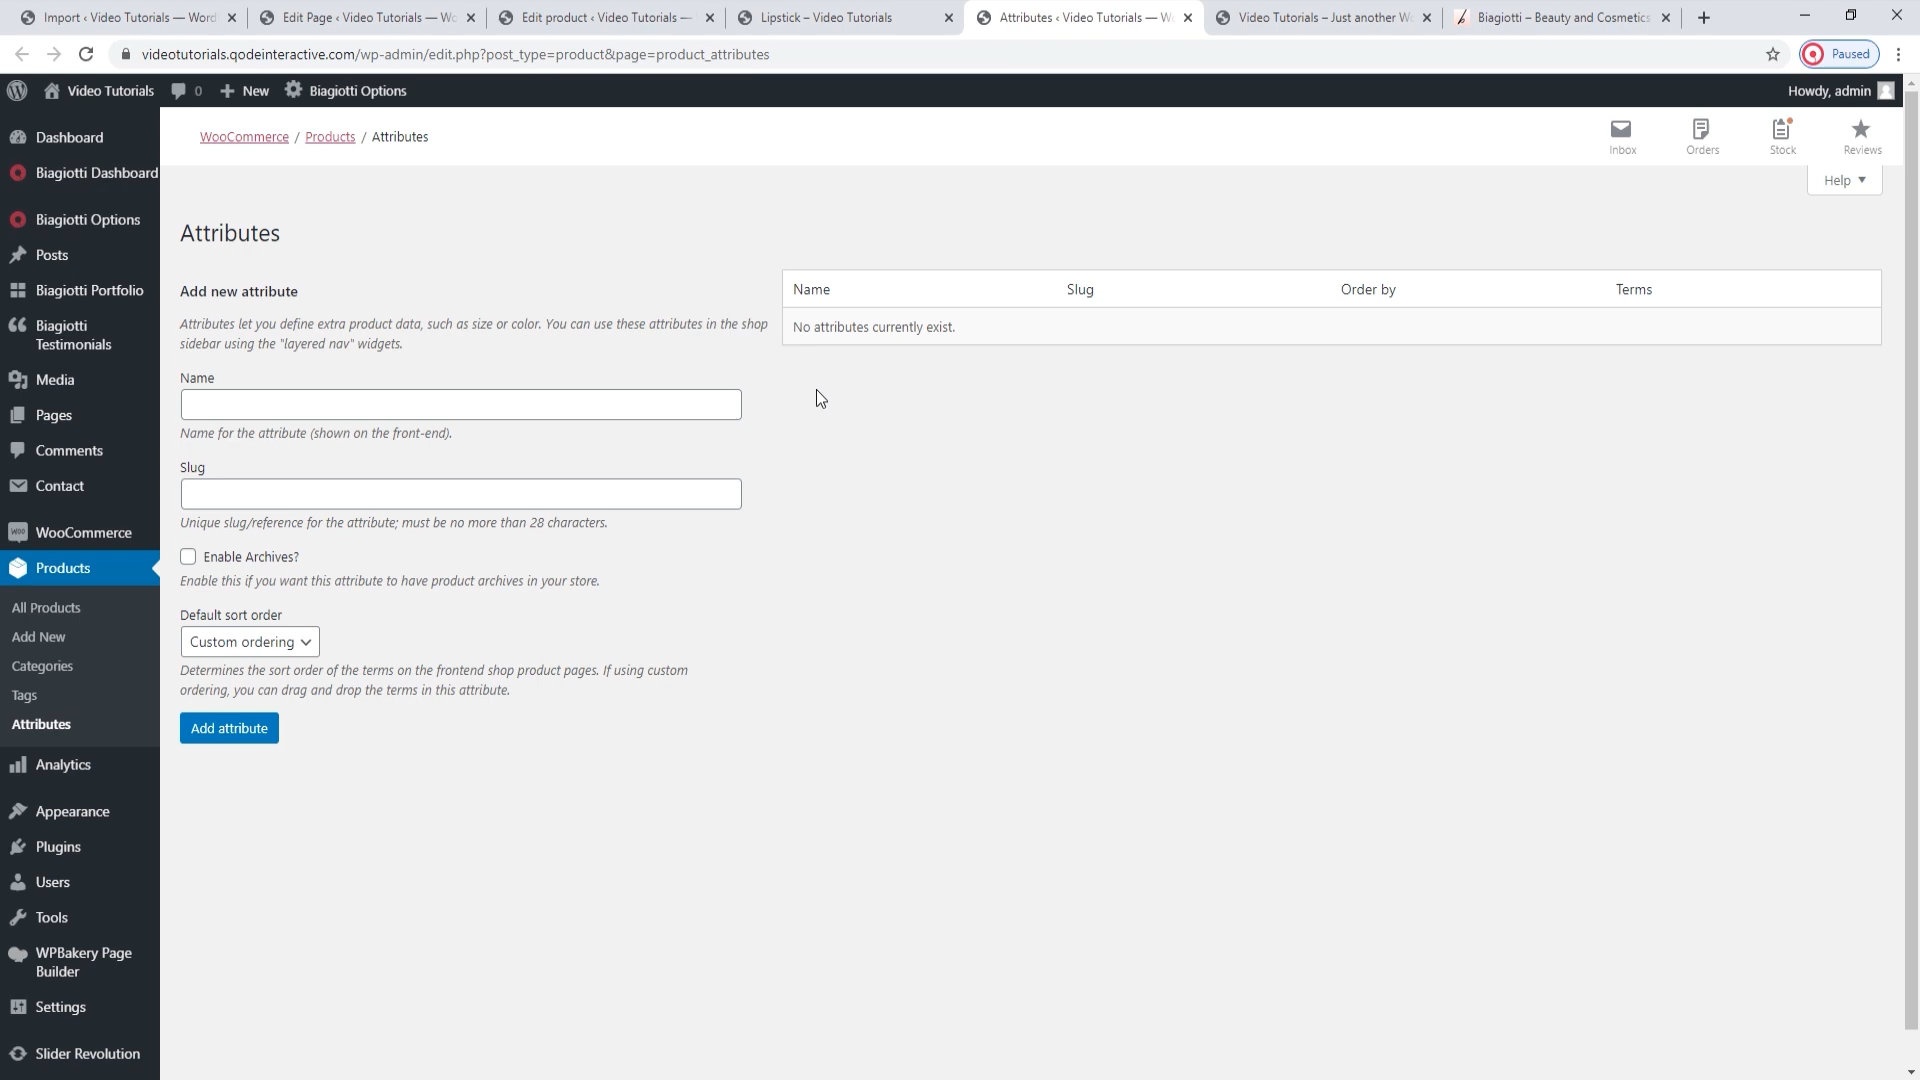 Import ‹ Video Tutorials — Word
Edit Page ‹ Video Tutorials — Wo
Edit product ‹ Video Tutorials —
Lipstick – Video Tutorials
Attributes ‹ Video Tutorials — W
Video Tutorials – Just another Wo
Biagiotti – Beauty and Cosmetics
videotutorials.qodeinteractive.com/wp-admin/edit.php?post_type=product&page=product_attributes
Paused
Video Tutorials
0
New
Biagiotti Options
Howdy, admin
Dashboard
Biagiotti Dashboard
Biagiotti Options
Posts
Biagiotti Portfolio
Biagiotti
Testimonials
Media
Pages
Comments
Contact
WooCommerce
Products
All Products
Add New
Categories
Tags
Attributes
Analytics
Appearance
Plugins
Users
Tools
WPBakery Page
Builder
Settings
Slider Revolution
WooCommerce / Products / Attributes
Inbox
Orders
Stock
Reviews
Help
Attributes
Add new attribute
Attributes let you define extra product data, such as size or color. You can use these attributes in the shop
sidebar using the "layered nav" widgets.
Name
Name for the attribute (shown on the front-end).
Slug
Unique slug/reference for the attribute; must be no more than 28 characters.
Enable Archives?
Enable this if you want this attribute to have product archives in your store.
Default sort order
Custom ordering
Determines the sort order of the terms on the frontend shop product pages. If using custom
ordering, you can drag and drop the terms in this attribute.
Add attribute
Name Slug Order by Terms
No attributes currently exist.